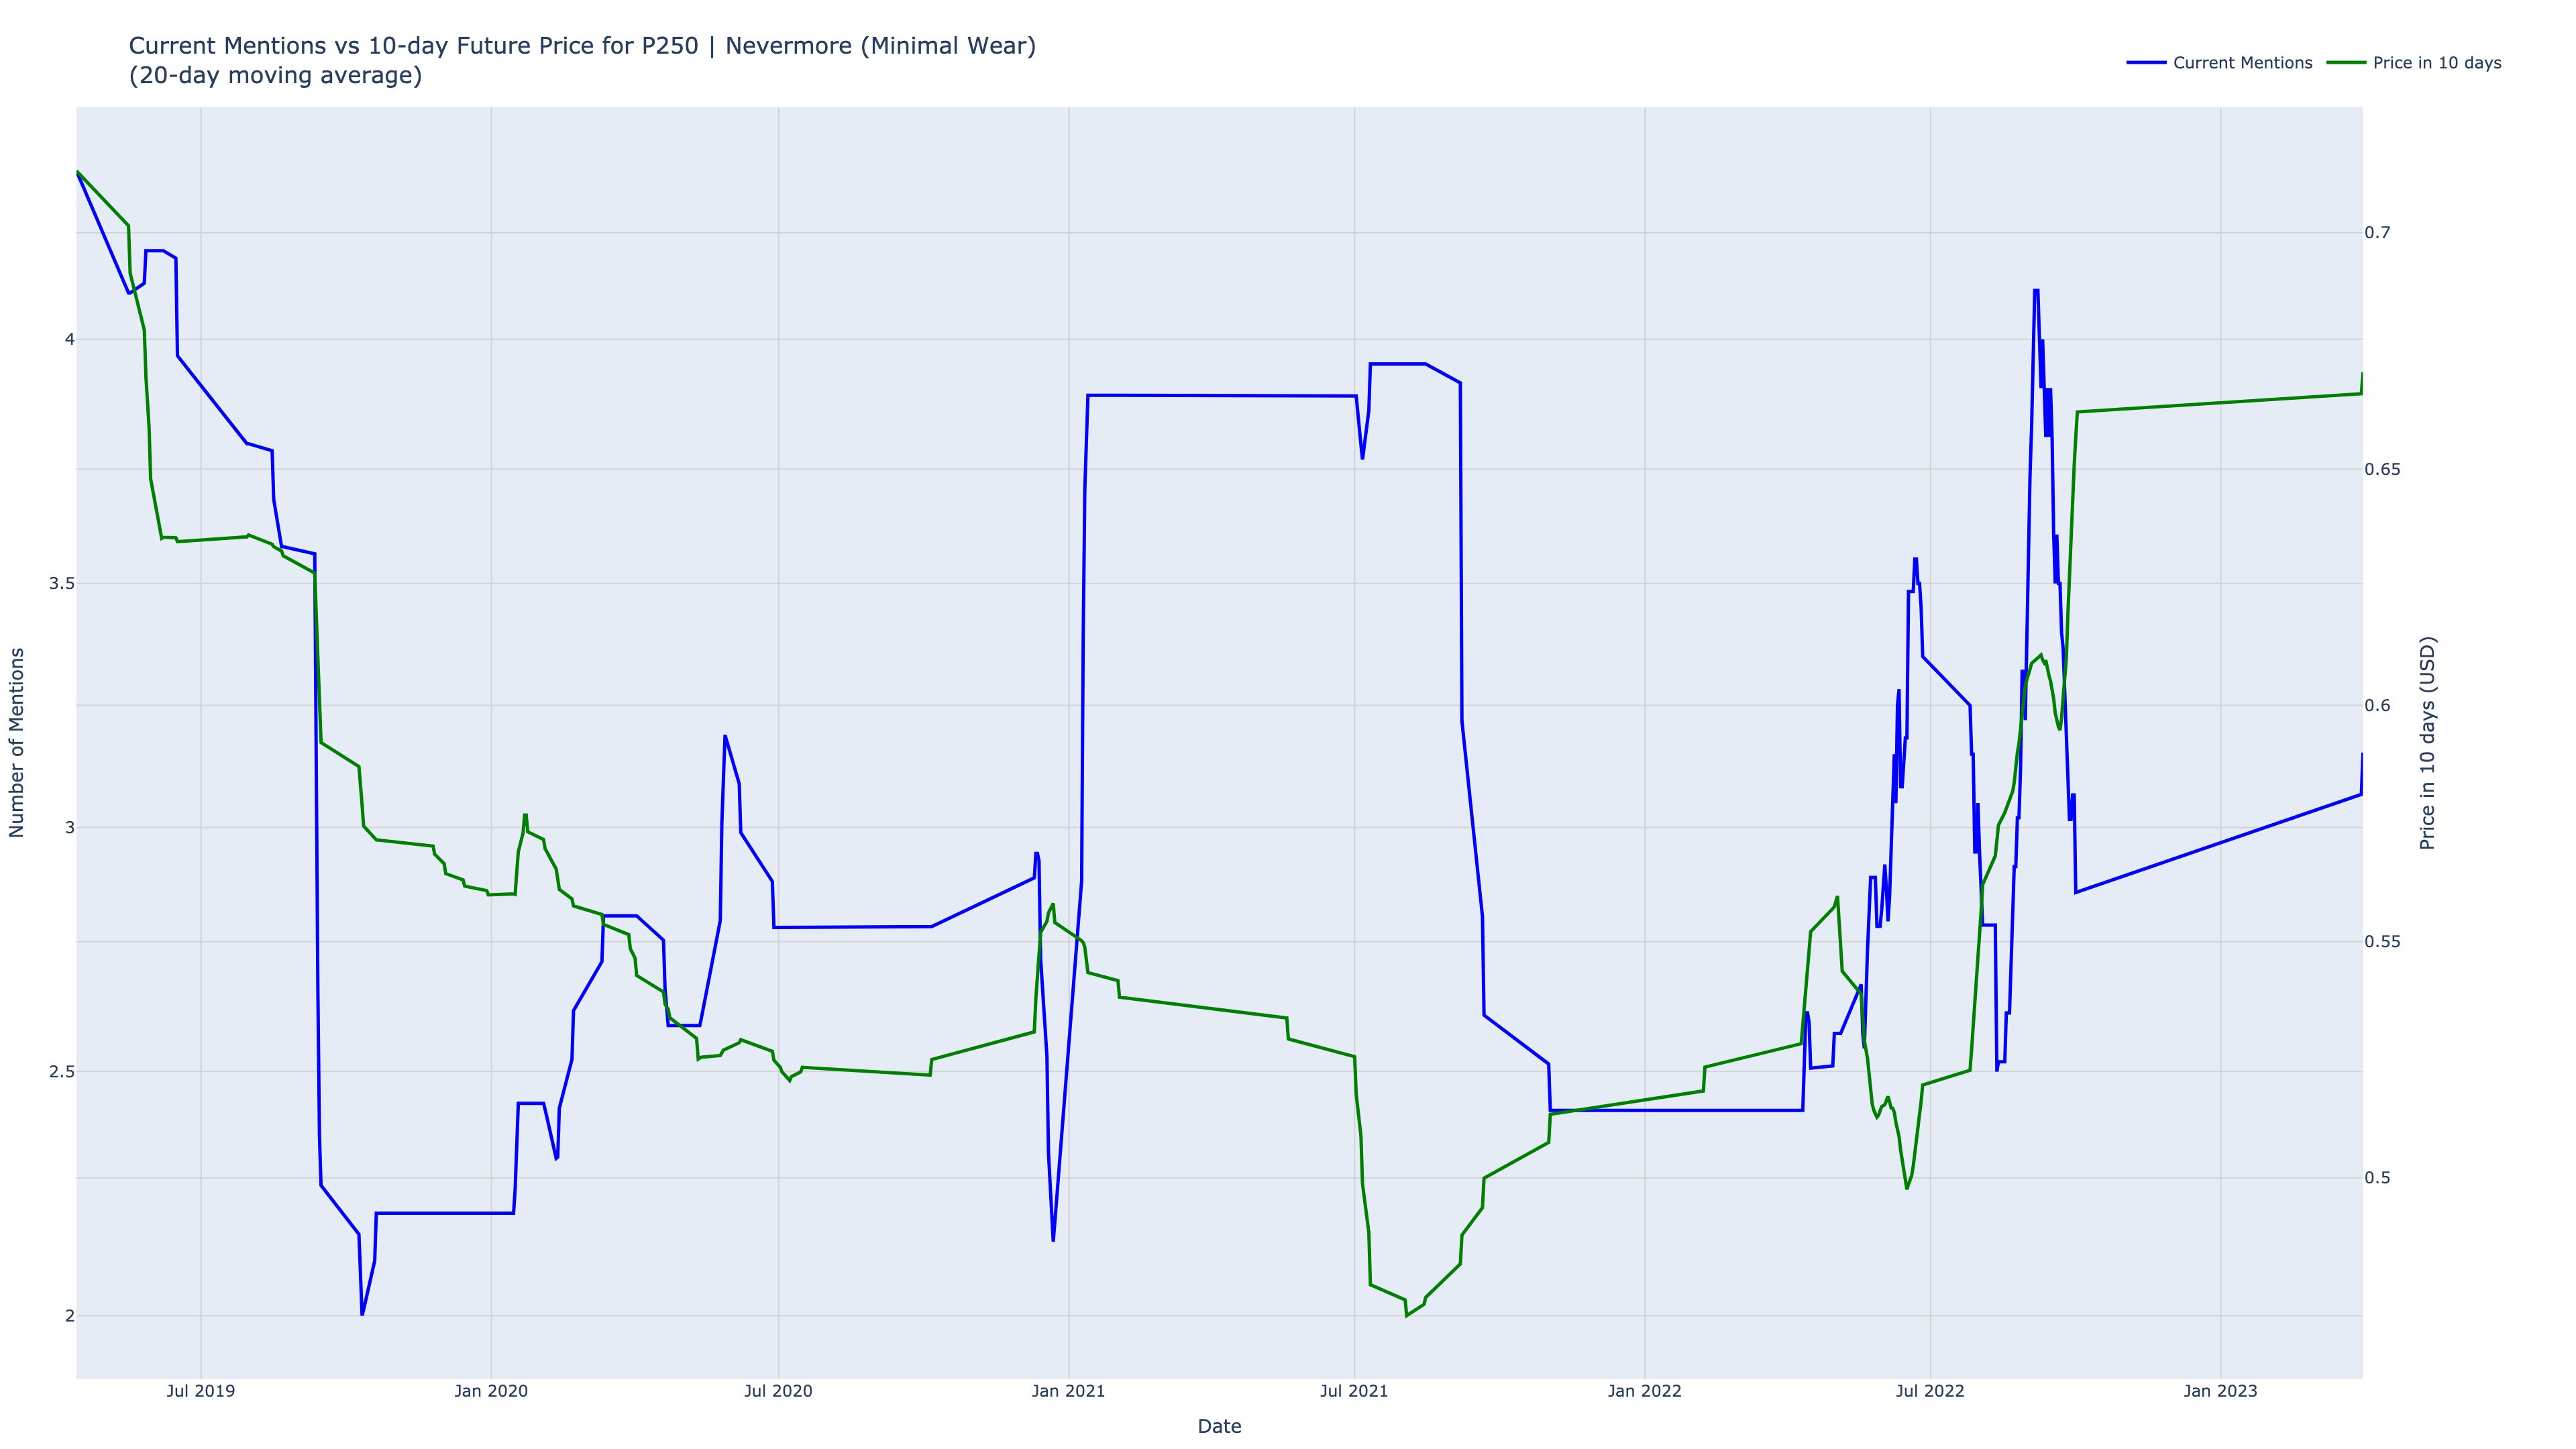 Current Mentions vs 10-day Future Price for P250 | Nevermore (Minimal Wear)
(20-day moving average)
Current Mentions
Price in 10 days
Number of Mentions
4
3.5
3
2.5
2
0.7
0.65
0.6
0.55
0.5
Price in 10 days (USD)
Jul 2019
Jan 2020
Jul 2020
Jan 2021
Jul 2021
Jan 2022
Jul 2022
Jan 2023
Date